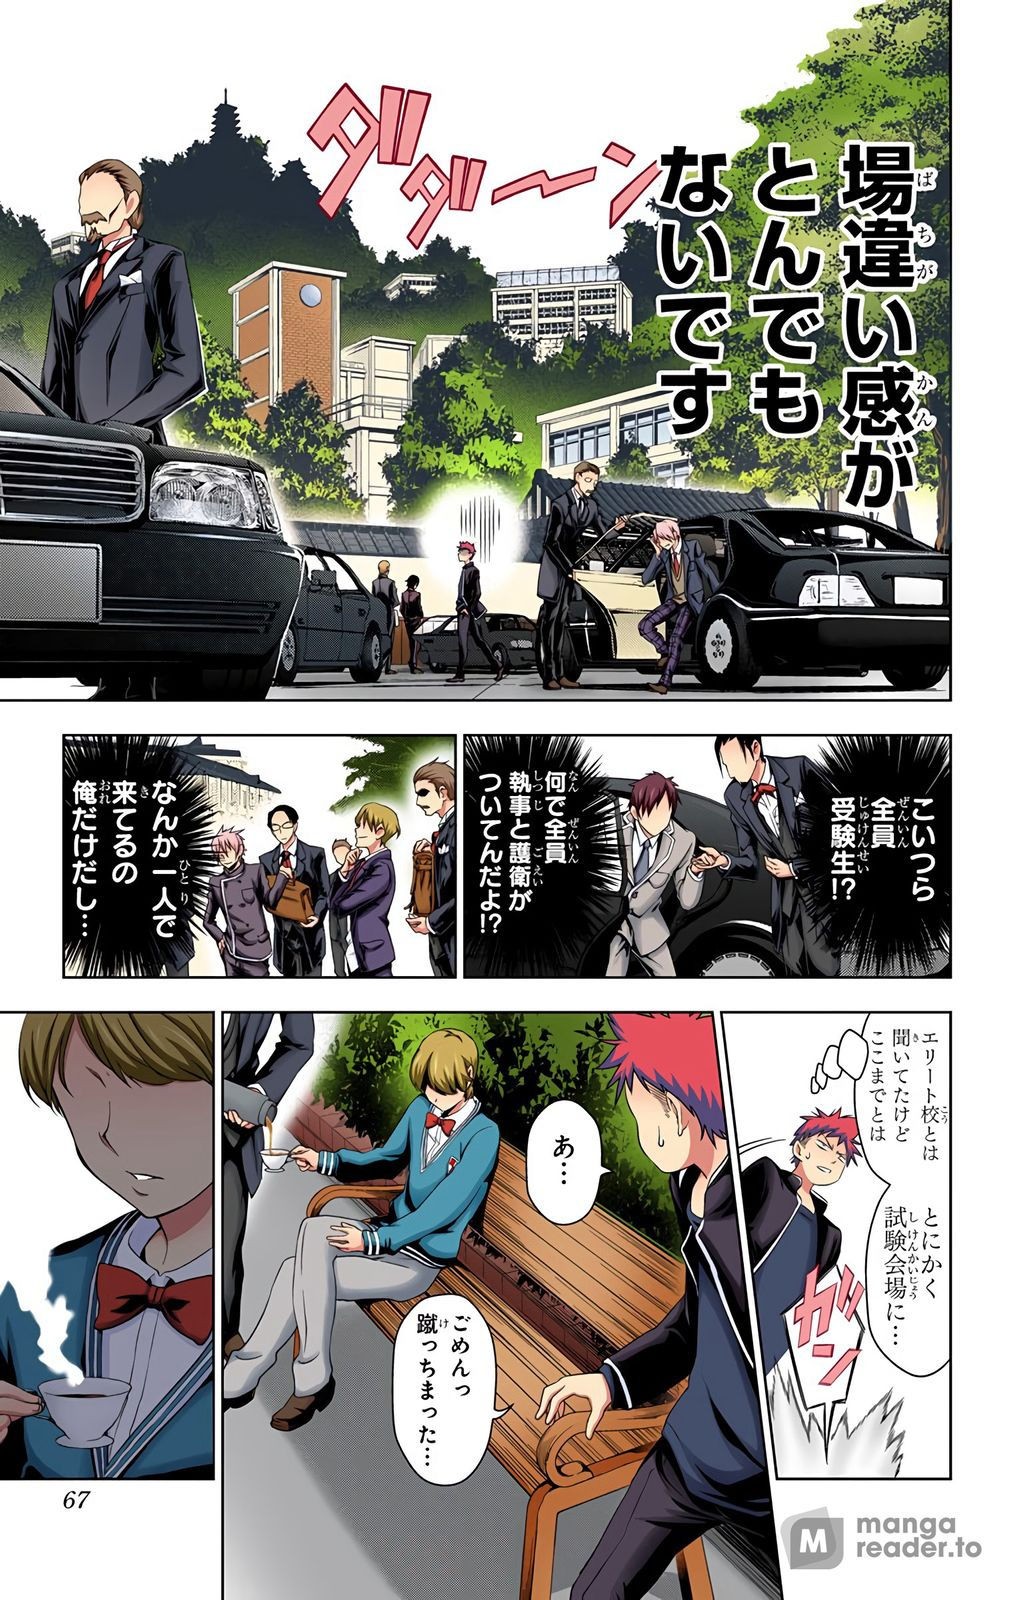 場違い感が
とんでも
ないです
ダダーン
こいつら
全員
受験生!?
何で全員
執事と護衛が
ついてんだよ!?
なんか一人で
来てるの
俺だけだし…
エリート校とは
聞いてたけど
ここまでとは
とにかく
試験会場に…
ガンッ
あ…
ごめんっ
蹴っちまった…
67
M manga
reader.to